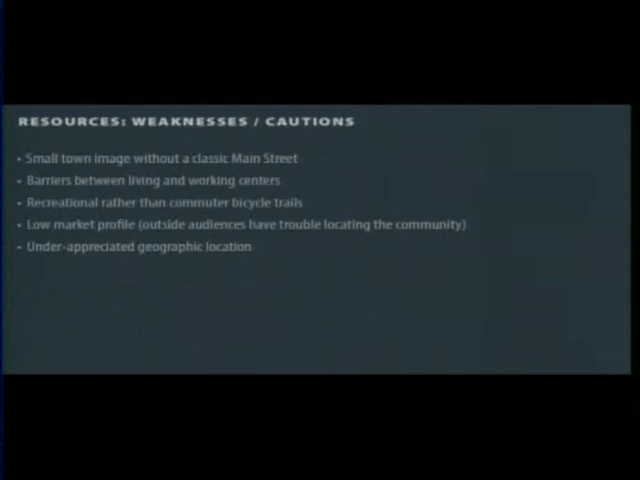 RESOURCES: WEAKNESSES / CAUTIONS
• Small town image without a classic Main Street
• Barriers between living and working centers
• Recreational rather than commuter bicycle trails
• Low market profile (outside audiences have trouble locating the community)
• Under-appreciated geographic location